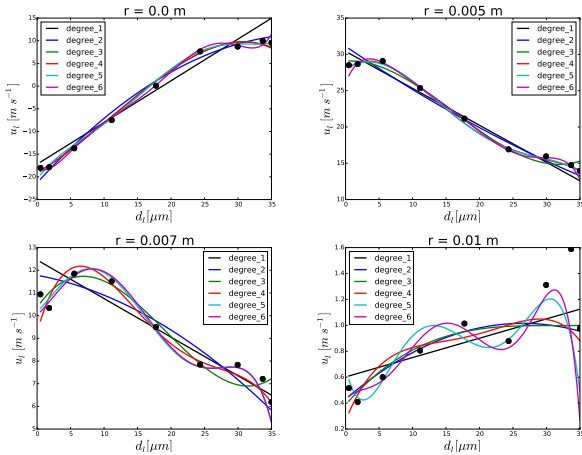 r = 0.0 m
15
10
5
0
−5
−10
−15
−20
−25
u_l [m s^{-1}]
degree_1
degree_2
degree_3
degree_4
degree_5
degree_6
0 5 10 15 20 25 30 35
d_l[μm]
r = 0.005 m
35
30
25
20
15
10
u_l [m s^{-1}]
degree_1
degree_2
degree_3
degree_4
degree_5
degree_6
0 5 10 15 20 25 30 35
d_l[μm]
r = 0.007 m
13
12
11
10
9
8
7
6
5
u_l [m s^{-1}]
degree_1
degree_2
degree_3
degree_4
degree_5
degree_6
0 5 10 15 20 25 30 35
d_l[μm]
r = 0.01 m
1.6
1.4
1.2
1.0
0.8
0.6
0.4
0.2
u_l [m s^{-1}]
degree_1
degree_2
degree_3
degree_4
degree_5
degree_6
0 5 10 15 20 25 30 35
d_l[μm]